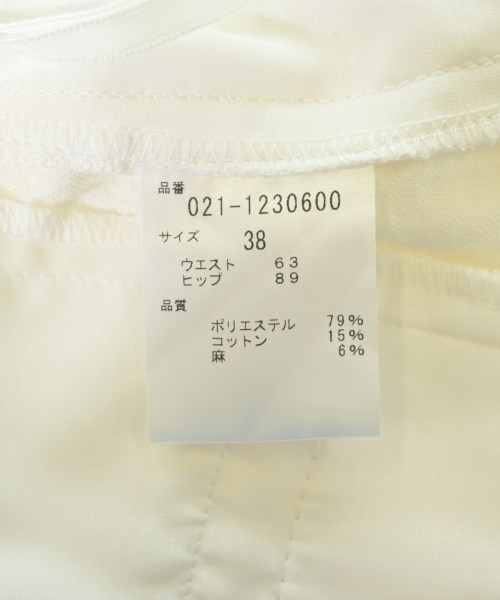 品番
021-1230600
サイズ 38
ウエスト 63
ヒップ 89
品質
ポリエステル 79%
コットン 15%
麻 6%